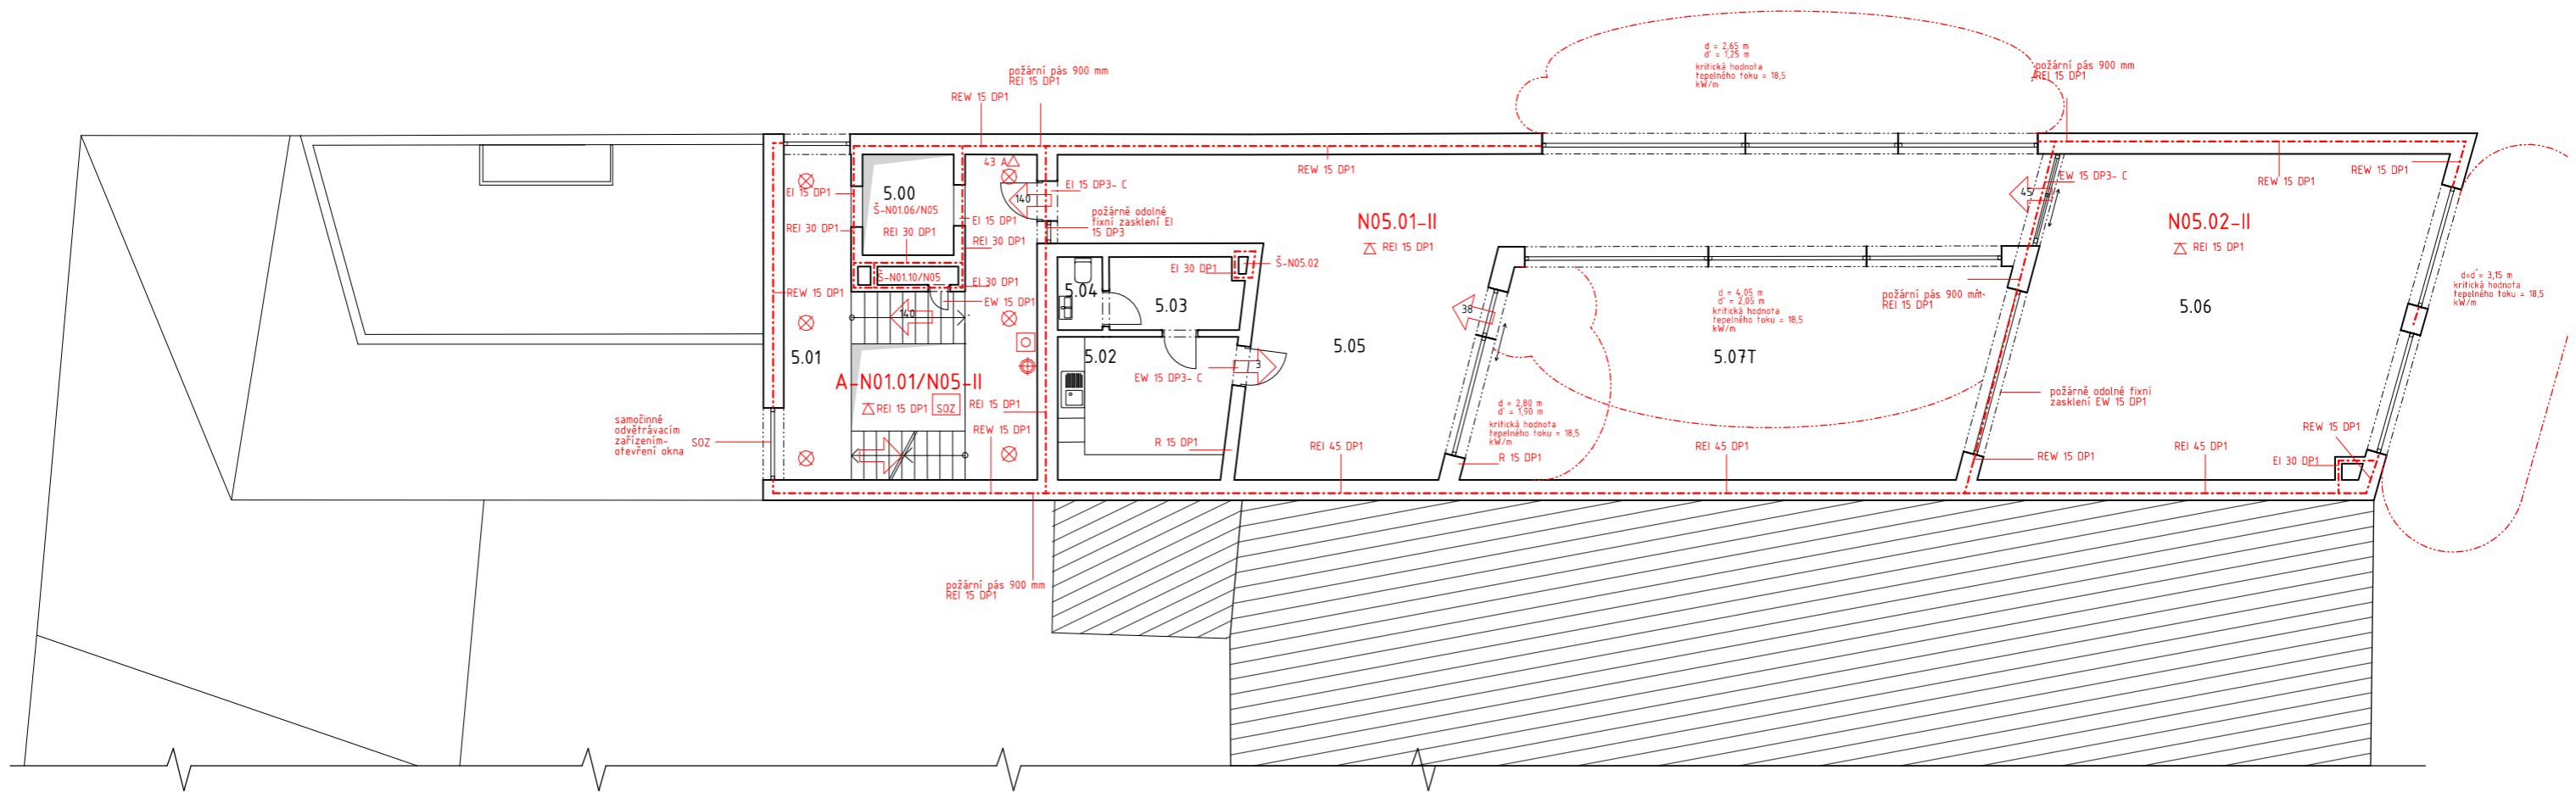 d = 2,65 m
d' = 1,25 m
kritická hodnota
tepelného toku = 18,5
kW/m
požární pás 900 mm
REI 15 DP1
požární pás 900 mm
REI 15 DP1
REW 15 DP1
43 A
REW 15 DP1
REW 15 DP1
REW 15 DP1
EI 15 DP1
5.00
Š-N01.06/N05
EI 15 DP3- C
140
45
EW 15 DP3- C
EI 15 DP1
požárně odolné
fixní zasklení EI
15 DP3
N05.01-II
REI 15 DP1
N05.02-II
REI 15 DP1
REI 30 DP1
REI 30 DP1
REI 30 DP1
Š-N01.10/N05
EI 30 DP1
EI 30 DP1
Š-N05.02
REW 15 DP1
EW 15 DP1
140
5.04
5.03
38
d = 4,05 m
d' = 2,05 m
kritická hodnota
tepelného toku = 18,5
kW/m
požární pás 900 mm
REI 15 DP1
5.06
d=d' = 3,15 m
kritická hodnota
tepelného toku = 18,5
kW/m
5.01
5.02
5.05
5.07T
EW 15 DP3- C
3
A-N01.01/N05-II
REI 15 DP1
SOZ
REI 15 DP1
požárně odolné fixní
zasklení EW 15 DP1
d = 2,80 m
d' = 1,90 m
kritická hodnota
tepelného toku = 18,5
kW/m
samočinné
odvětrávacím
zařízením-
otevření okna
SOZ
REW 15 DP1
R 15 DP1
REI 45 DP1
R 15 DP1
REI 45 DP1
REW 15 DP1
REI 45 DP1
EI 30 DP1
REW 15 DP1
požární pás 900 mm
REI 15 DP1